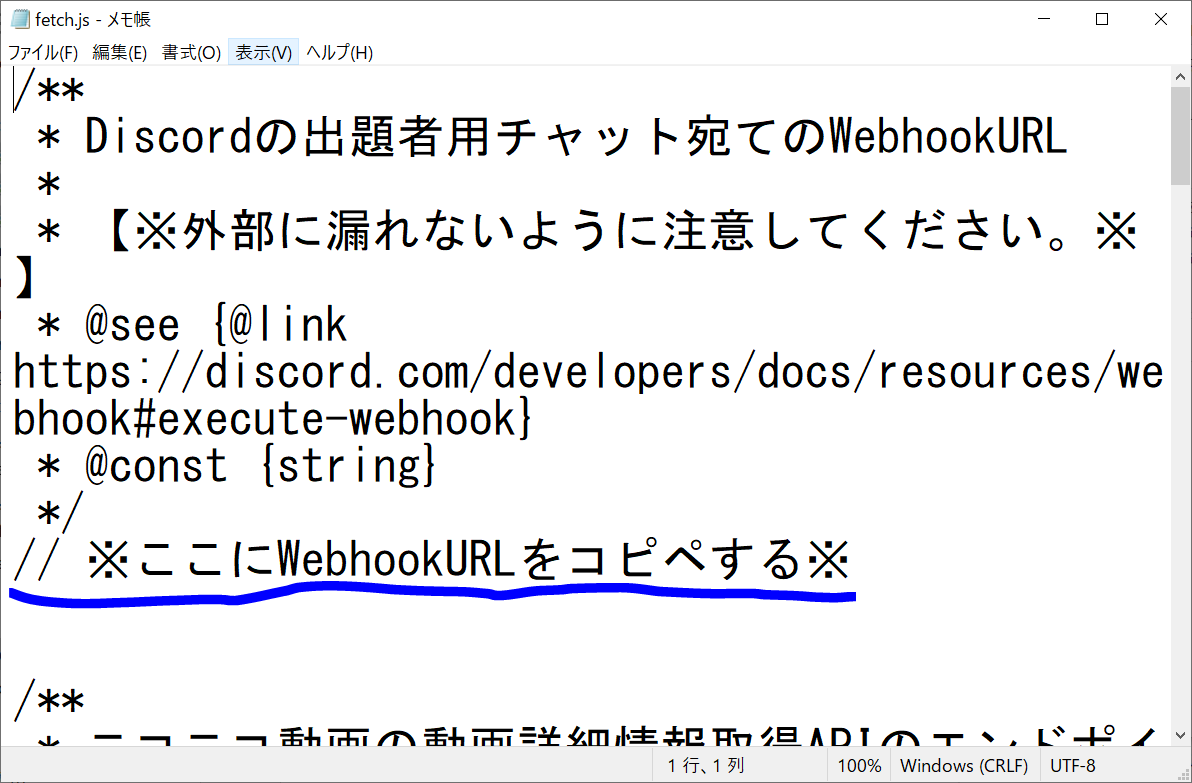 fetch.js - メモ帳
ファイル(F) 編集(E) 書式(O) 表示(V) ヘルプ(H)
/**
 * Discordの出題者用チャット宛てのWebhookURL
 *
 * 【※外部に漏れないように注意してください。※
】
 * @see {@link
https://discord.com/developers/docs/resources/we
bhook#execute-webhook}
 * @const {string}
 */
// ※ここにWebhookURLをコピペする※
/**
 * ニコニコ動画の動画詳細情報取得APIのエンドポイ
1 行、1 列 100% Windows (CRLF) UTF-8